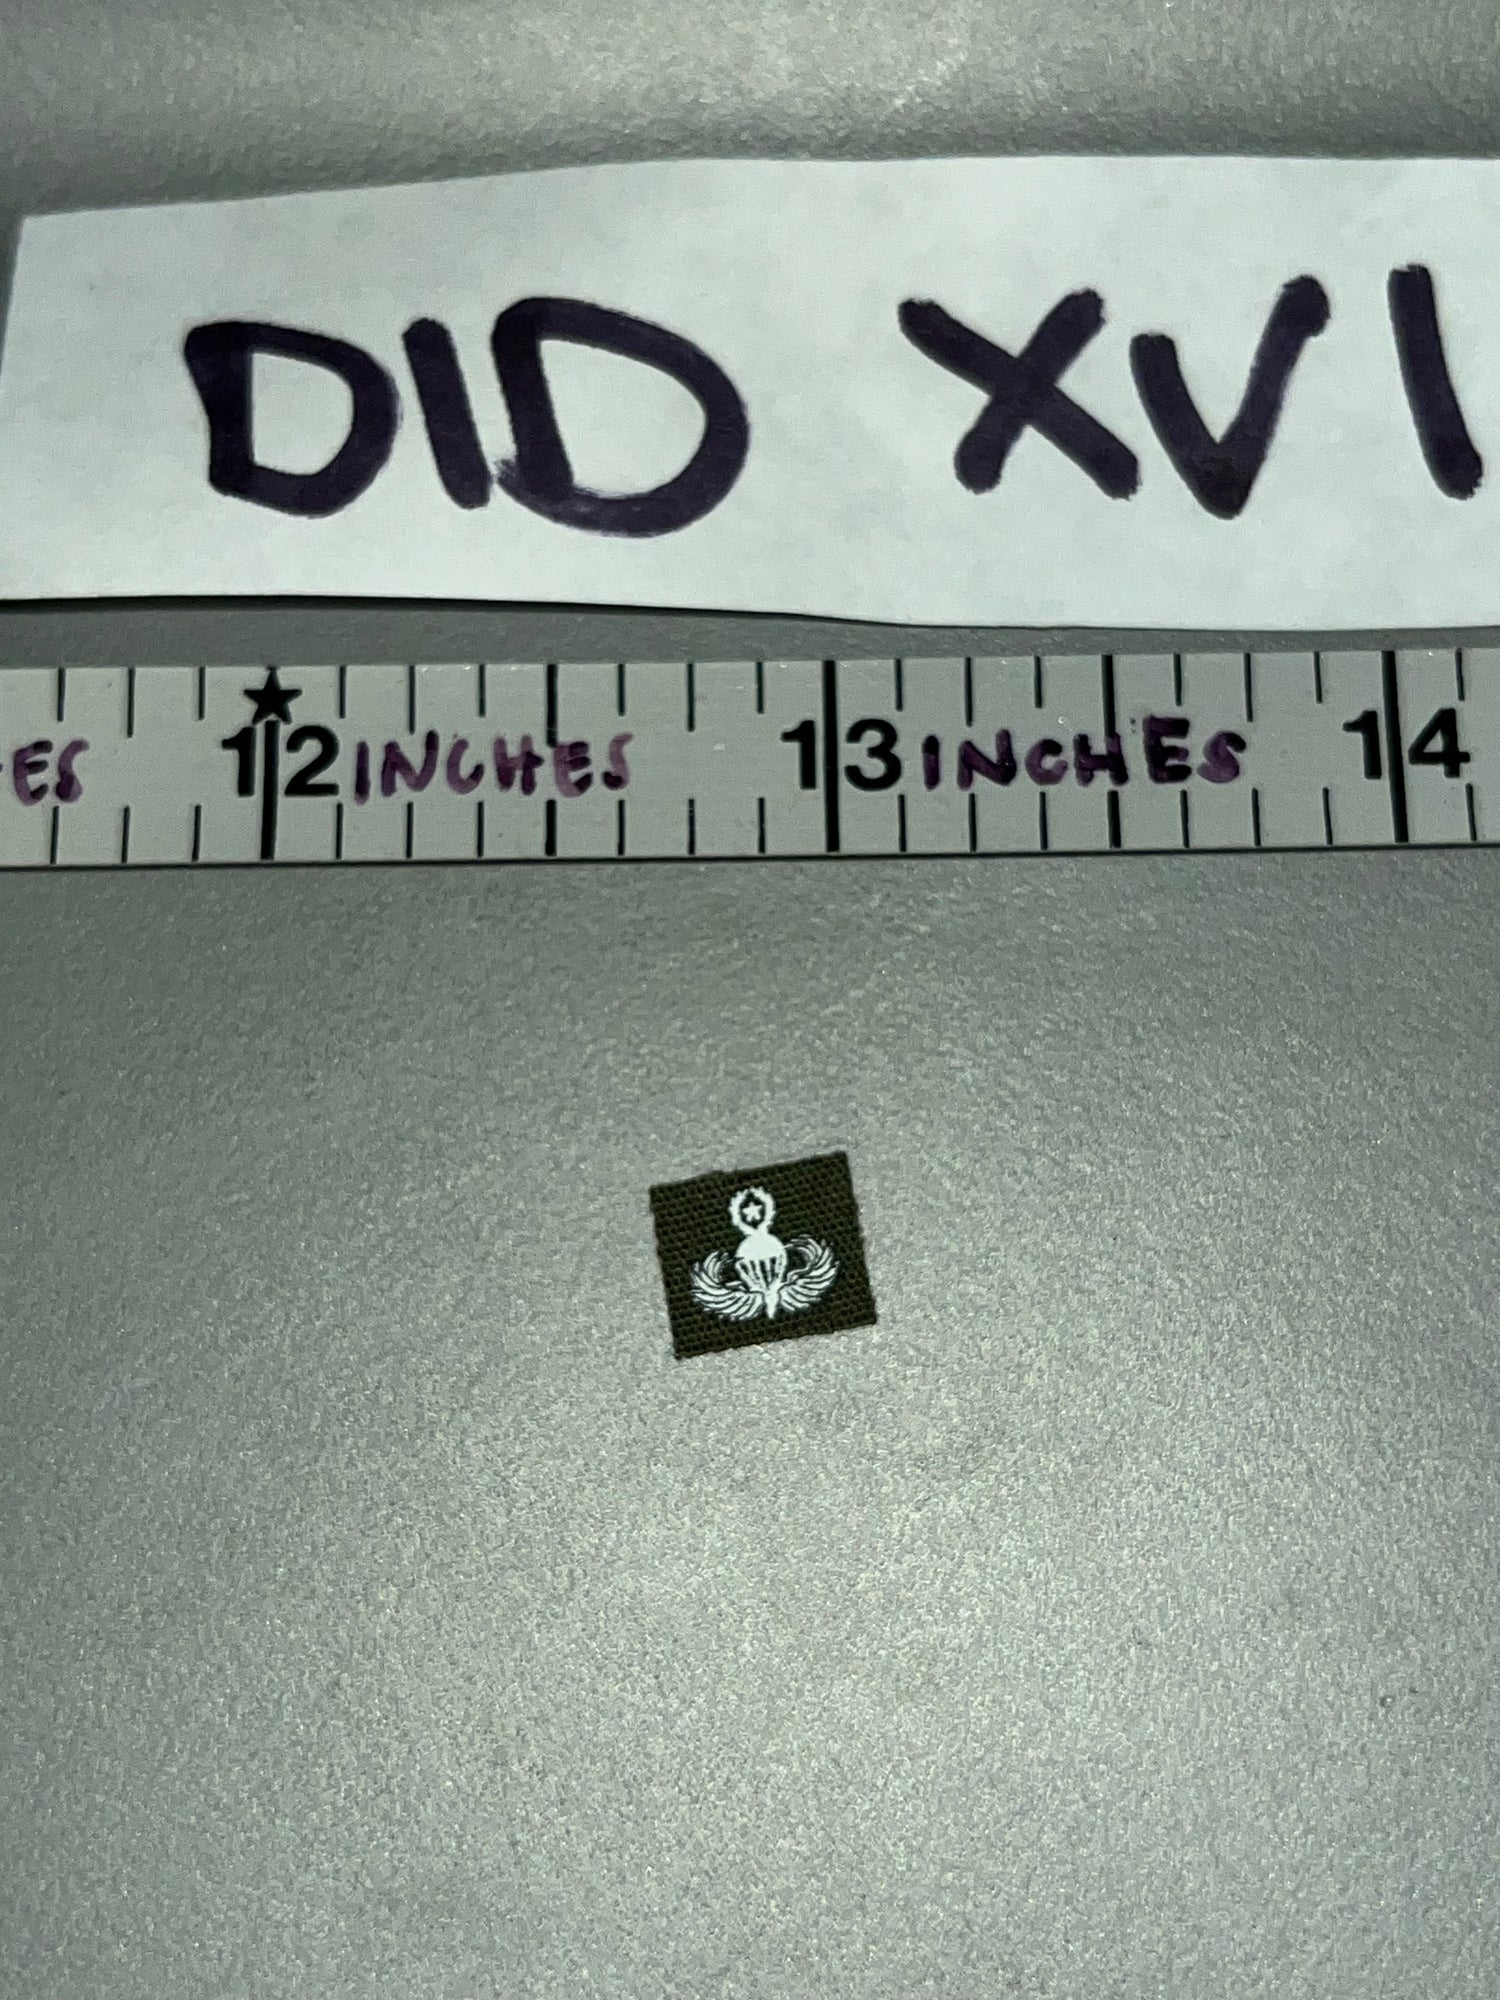 DID XVI
ES 12 INCHES 13 INCHES 14